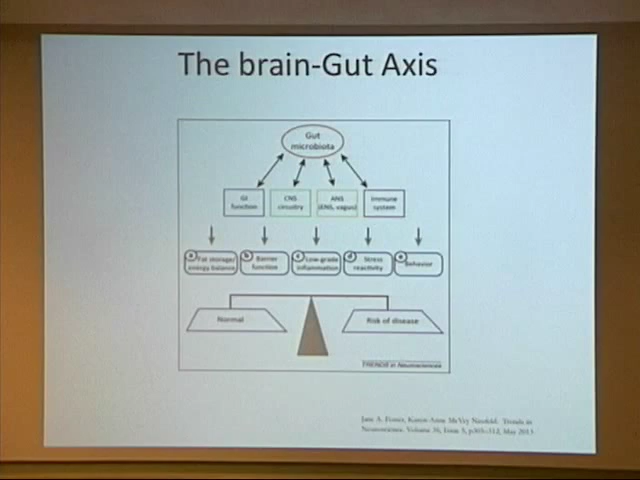 The brain-Gut Axis
Gut
microbiota
GI
function
CNS
circuitry
ANS
(ENS, vagus)
Immune
system
a Fat storage/
energy balance
b Barrier
function
c Low-grade
inflammation
d Stress
reactivity
e Behavior
Normal
Risk of disease
TRENDS in Neurosciences
Jane A. Foster, Karen-Anne McVey Neufeld. Trends in
Neuroscience. Volume 36, Issue 5, p305–312, May 2013